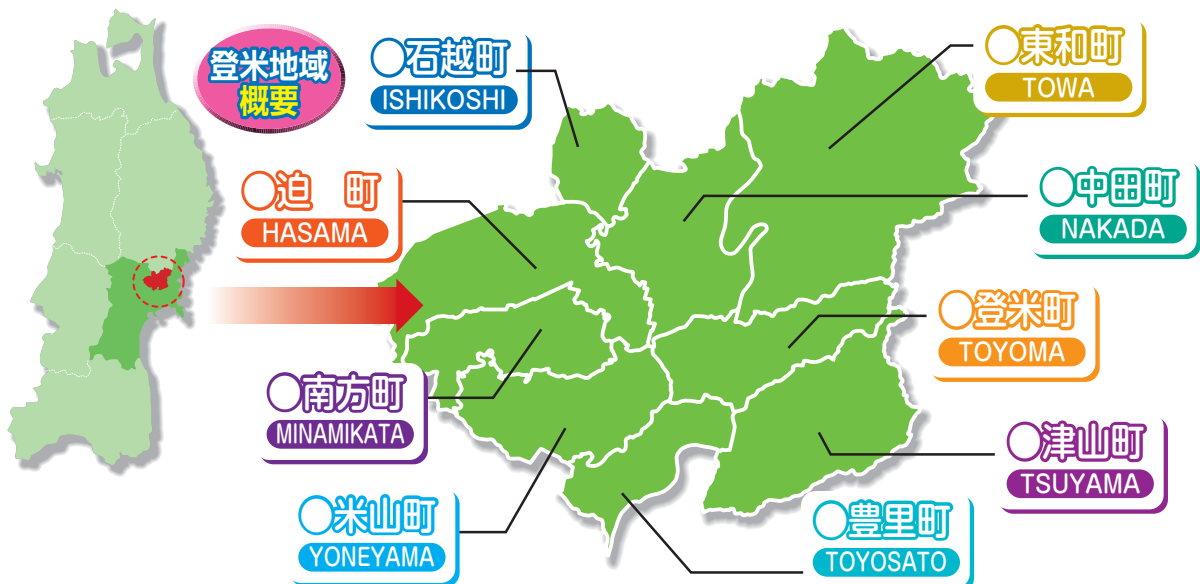 登米地域
概要
○石越町
ISHIKOSHI
○東和町
TOWA
○迫　町
HASAMA
○中田町
NAKADA
○登米町
TOYOMA
○南方町
MINAMIKATA
○津山町
TSUYAMA
○米山町
YONEYAMA
○豊里町
TOYOSATO